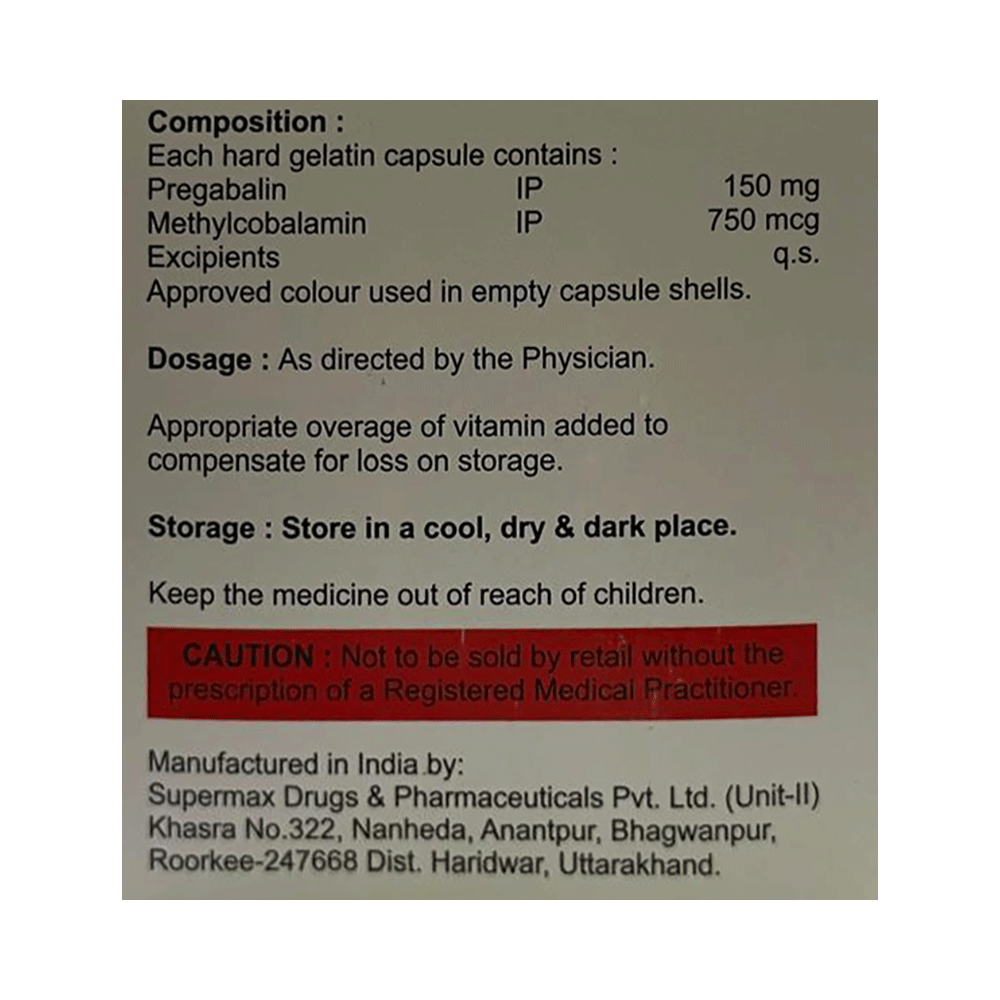 Composition :
Each hard gelatin capsule contains :
Pregabalin IP 150 mg
Methylcobalamin IP 750 mcg
Excipients q.s.
Approved colour used in empty capsule shells.
Dosage : As directed by the Physician.
Appropriate overage of vitamin added to
compensate for loss on storage.
Storage : Store in a cool, dry & dark place.
Keep the medicine out of reach of children.
CAUTION : Not to be sold by retail without the
prescription of a Registered Medical Practitioner.
Manufactured in India by:
Supermax Drugs & Pharmaceuticals Pvt. Ltd. (Unit-II)
Khasra No.322, Nanheda, Anantpur, Bhagwanpur,
Roorkee-247668 Dist. Haridwar, Uttarakhand.